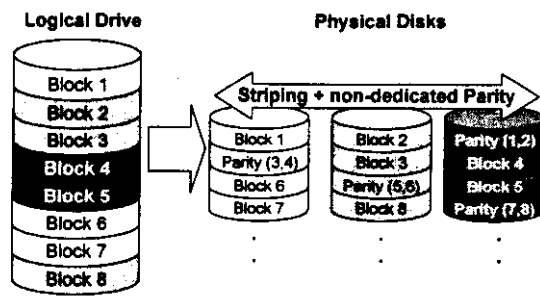 Logical Drive
Physical Disks
Block 1
Block 2
Block 3
Block 4
Block 5
Block 6
Block 7
Block 8
Striping + non-dedicated Parity
Block 1
Parity (3,4)
Block 6
Block 7
Block 2
Block 3
Parity (5,6)
Block 8
Parity (1,2)
Block 4
Block 5
Parity (7,8)